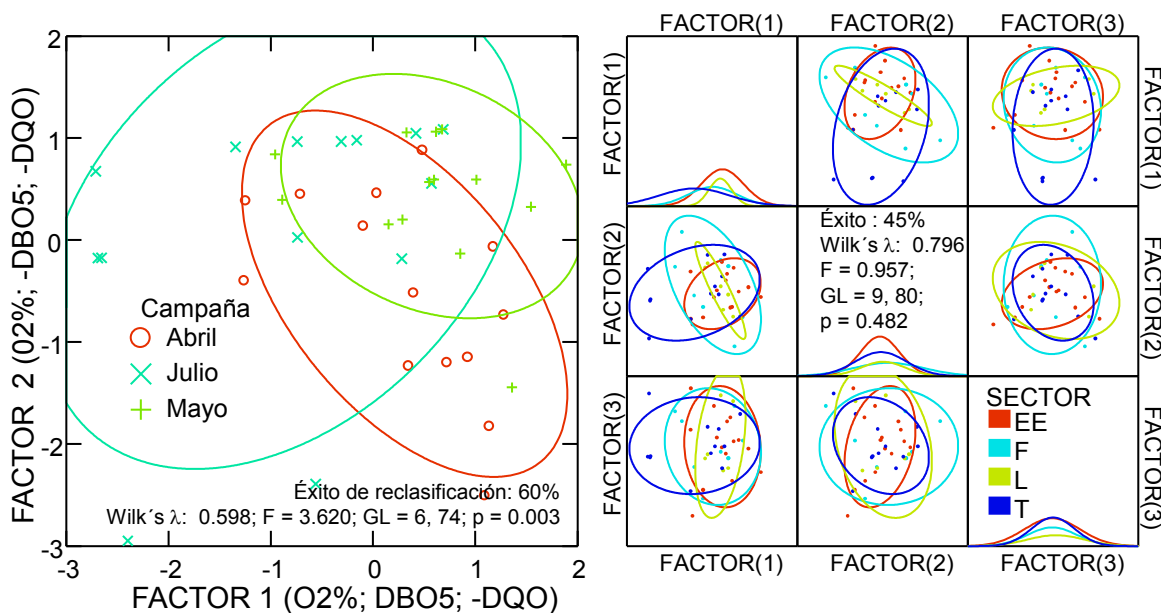 2
1
0
-1
-2
-3
-3
-2
-1
0
1
2
FACTOR 2 (02%; -DBO5; -DQO)
FACTOR 1 (O2%; DBO5; -DQO)
Campaña
Abril
Julio
Mayo
Éxito de reclasificación: 60%
Wilk´s λ: 0.598; F = 3.620; GL = 6, 74; p = 0.003
FACTOR(1) FACTOR(2) FACTOR(3)
FACTOR(1)
FACTOR(1)
FACTOR(2)
Éxito : 45%
Wilk´s λ: 0.796
F = 0.957;
GL = 9, 80;
p = 0.482
FACTOR(2)
FACTOR(3)
SECTOR
EE
F
L
T
FACTOR(3)
FACTOR(1) FACTOR(2) FACTOR(3)